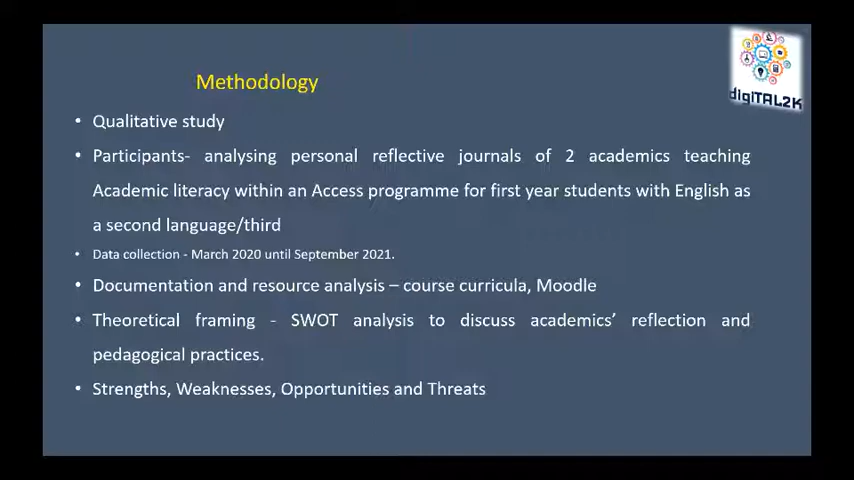 Methodology
digiTAL2K
• Qualitative study
• Participants- analysing personal reflective journals of 2 academics teaching
Academic literacy within an Access programme for first year students with English as
a second language/third
• Data collection - March 2020 until September 2021.
• Documentation and resource analysis – course curricula, Moodle
• Theoretical framing - SWOT analysis to discuss academics’ reflection and
pedagogical practices.
• Strengths, Weaknesses, Opportunities and Threats